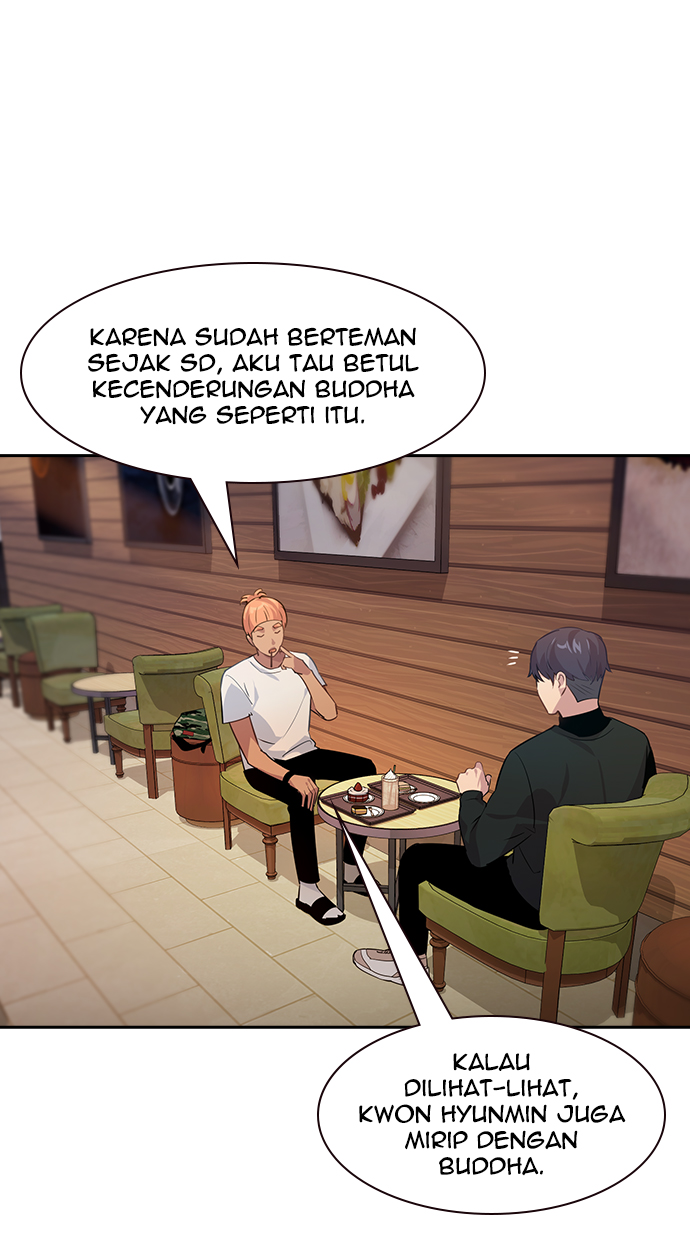 KARENA SUDAH BERTEMAN
SEJAK SD, AKU TAU BETUL
KECENDERUNGAN BUDDHA
YANG SEPERTI ITU.
KALAU
DILIHAT-LIHAT,
KWON HYUNMIN JUGA
MIRIP DENGAN
BUDDHA.